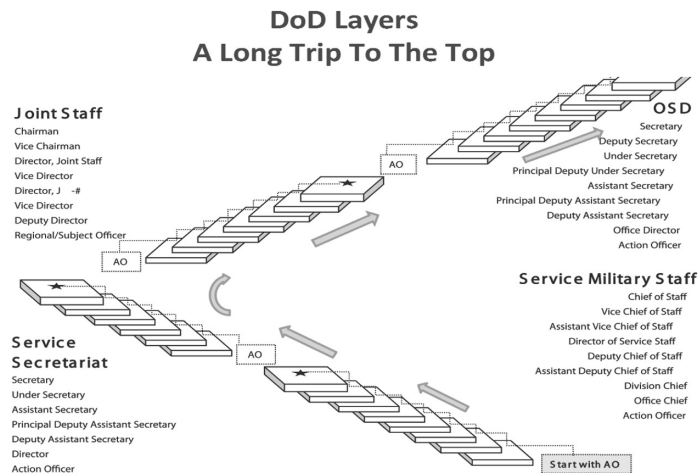 DoD Layers
A Long Trip To The Top
Joint Staff
Chairman
Vice Chairman
Director, Joint Staff
Vice Director
Director, J -#
Vice Director
Deputy Director
Regional/Subject Officer
AO
AO
OSD
Secretary
Deputy Secretary
Under Secretary
Principal Deputy Under Secretary
Assistant Secretary
Principal Deputy Assistant Secretary
Deputy Assistant Secretary
Office Director
Action Officer
Service
Secretariat
Secretary
Under Secretary
Assistant Secretary
Principal Deputy Assistant Secretary
Deputy Assistant Secretary
Director
Action Officer
AO
Service Military Staff
Chief of Staff
Vice Chief of Staff
Assistant Vice Chief of Staff
Director of Service Staff
Deputy Chief of Staff
Assistant Deputy Chief of Staff
Division Chief
Office Chief
Action Officer
Start with AO